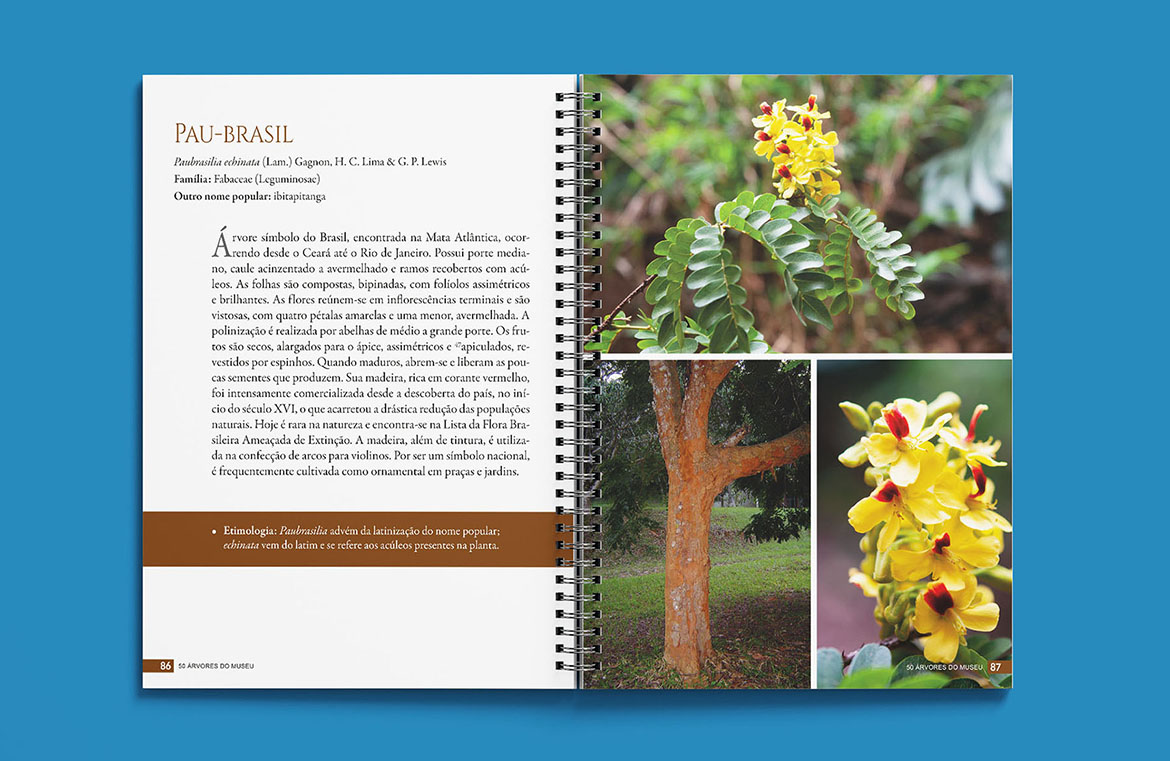 PAU-BRASIL
Paubrasilia echinata (Lam.) Gagnon, H. C. Lima & G. P. Lewis
Família: Fabaceae (Leguminosae)
Outro nome popular: ibitapitanga
Árvore símbolo do Brasil, encontrada na Mata Atlântica, ocor-
rendo desde o Ceará até o Rio de Janeiro. Possui porte media-
no, caule acinzentado a avermelhado e ramos recobertos com acú-
leos. As folhas são compostas, bipinadas, com folíolos assimétricos
e brilhantes. As flores reúnem-se em inflorescências terminais e são
vistosas, com quatro pétalas amarelas e uma menor, avermelhada. A
polinização é realizada por abelhas de médio a grande porte. Os fru-
tos são secos, alargados para o ápice, assimétricos e apiculados, re-
vestidos por espinhos. Quando maduros, abrem-se e liberam as pou-
cas sementes que produzem. Sua madeira, rica em corante vermelho,
foi intensamente comercializada desde a descoberta do país, no iní-
cio do século XVI, o que acarretou a drástica redução das populações
naturais. Hoje é rara na natureza e encontra-se na Lista da Flora Bra-
sileira Ameaçada de Extinção. A madeira, além de tintura, é utiliza-
da na confecção de arcos para violinos. Por ser um símbolo nacional,
é frequentemente cultivada como ornamental em praças e jardins.
• Etimologia: Paubrasilia advém da latinização do nome popular;
echinata vem do latim e se refere aos acúleos presentes na planta.
86 50 ÁRVORES DO MUSEU
50 ÁRVORES DO MUSEU 87